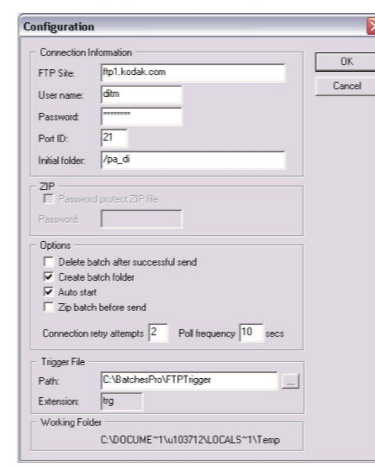 Configuration
Connection Information
FTP Site: ftp1.kodak.com
User name: ditm
Password: ********
Port ID: 21
Initial folder: /pa_di
OK
Cancel
ZIP
Password protect ZIP file
Password:
Options
Delete batch after successful send
Create batch folder
Auto start
Zip batch before send
Connection retry attempts 2 Poll frequency 10 secs
Trigger File
Path: C:\BatchesPro\FTPTrigger ...
Extension: trg
Working Folder
C:\DOCUME~1\u103712\LOCALS~1\Temp